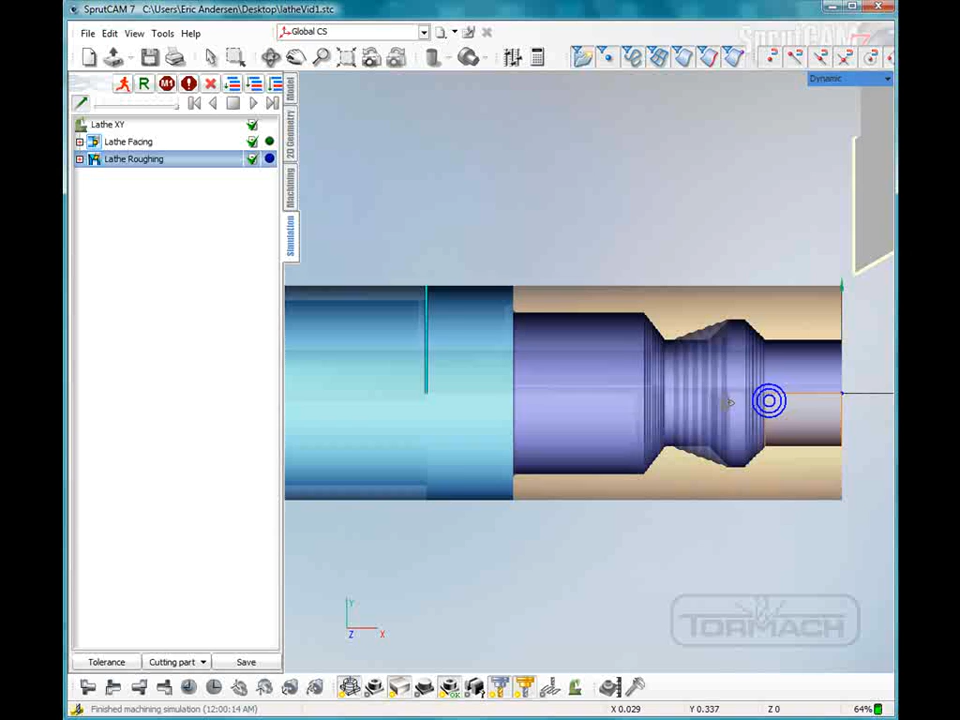 SprutCAM 7 C:\Users\Eric Andersen\Desktop\latheVid1.stc
File Edit View Tools Help
Global CS
SprutCAM
R M1
Dynamic
Lathe XY
Lathe Facing
Lathe Roughing
Model
2D Geometry
Machining
Simulation
Y
Z X
TORMACH
Tolerance Cutting part Save
Finished machining simulation (12:00:14 AM) X 0.029 Y 0.337 Z 0 64%